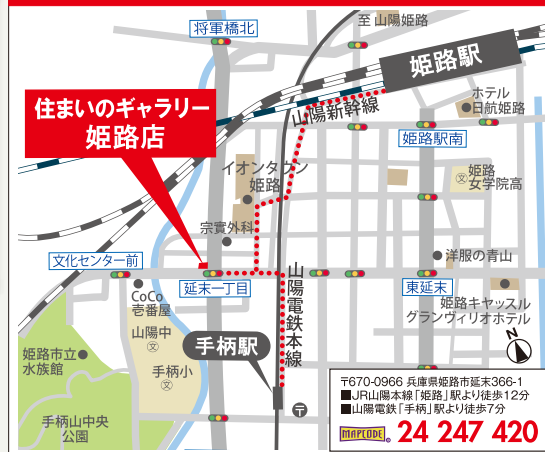 将軍橋北
至 山陽姫路
姫路駅
住まいのギャラリー
姫路店
山陽新幹線
ホテル
日航姫路
姫路駅南
イオンタウン
姫路
文 姫路
女学院高
宗實外科
文化センター前
洋服の青山
延末一丁目
東延末
CoCo
壱番屋
山陽電鉄本線
姫路キャッスル
グランヴィリオホテル
山陽中
文
手柄駅
N
姫路市立
水族館
手柄小
文
〒
手柄山中央
公園
〒670-0966 兵庫県姫路市延末366-1
■JR山陽本線「姫路」駅より徒歩12分
■山陽電鉄「手柄」駅より徒歩7分
MAPCODE 24 247 420